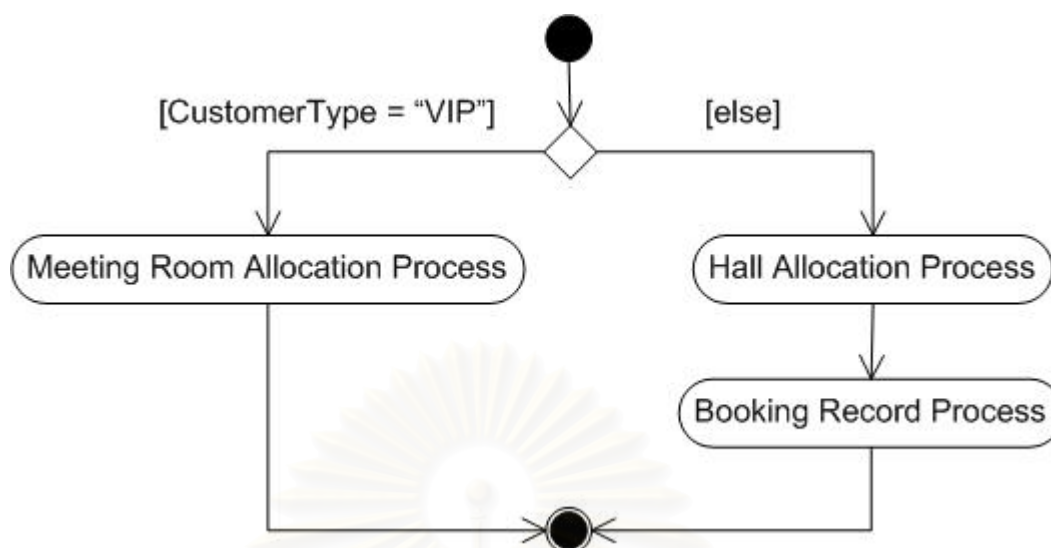 [CustomerType = “VIP”]
[else]
Meeting Room Allocation Process
Hall Allocation Process
Booking Record Process